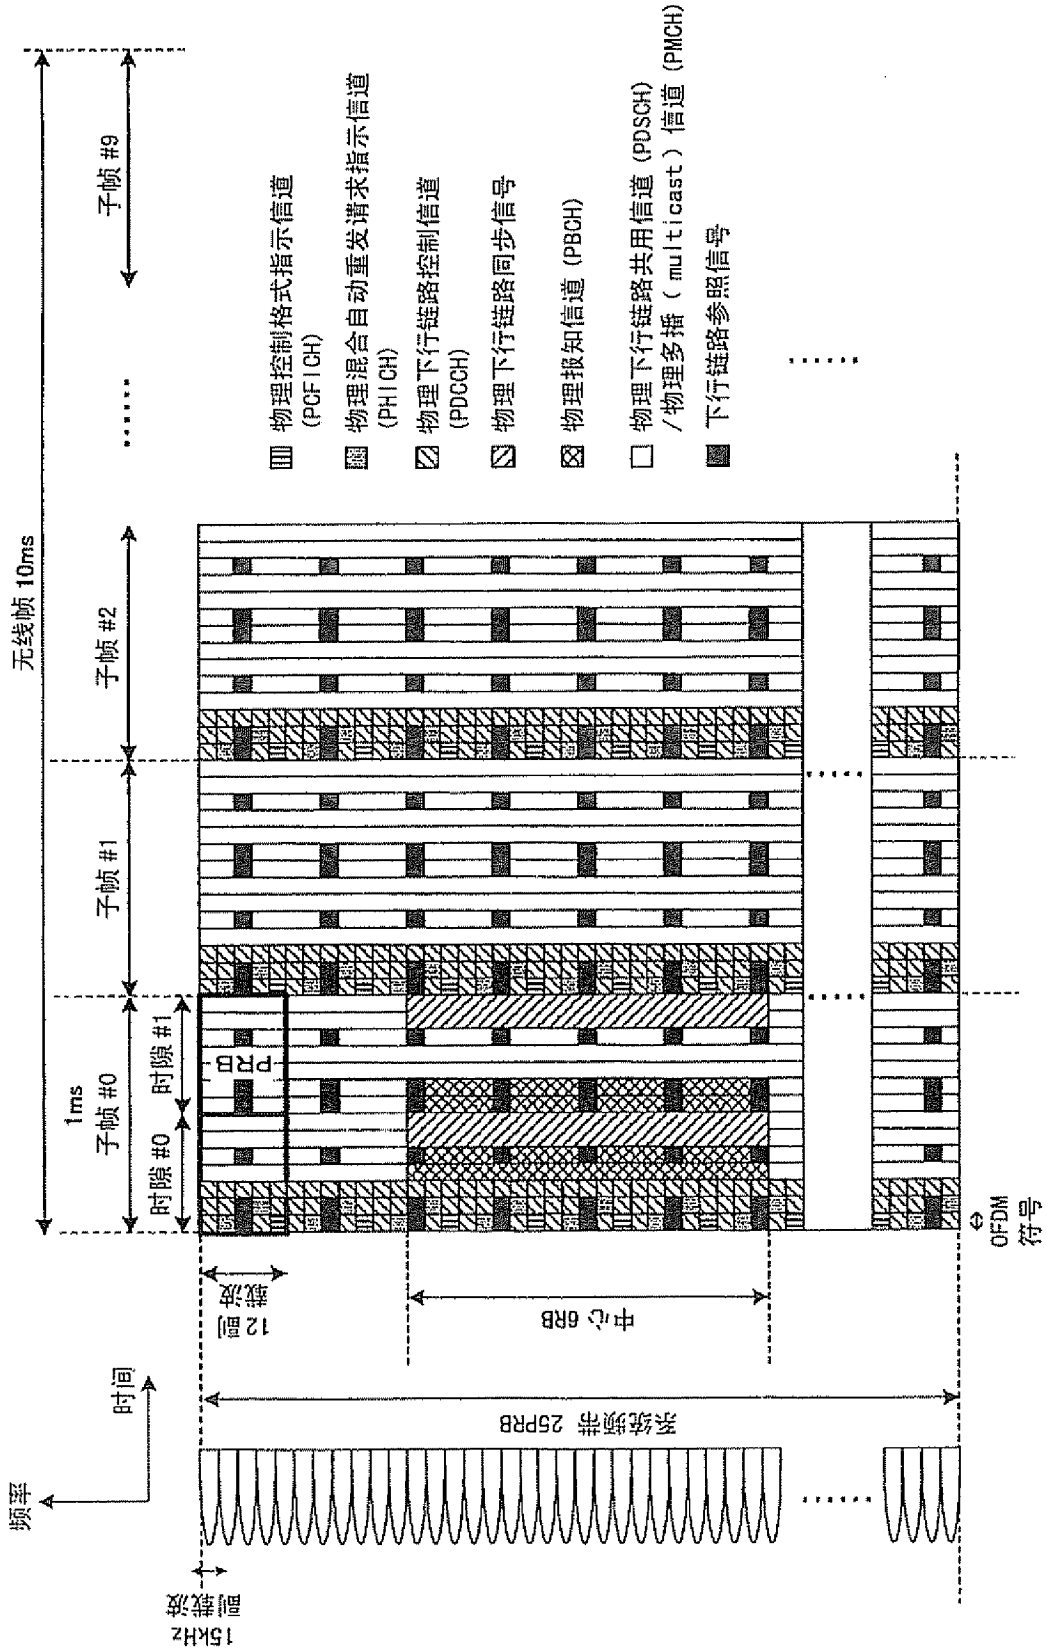 频率
时间
无线帧 10ms
1ms
子帧 #0
子帧 #1
子帧 #2
子帧 #9
时隙 #0
时隙 #1
PRB
12 副
载波
中心 6RB
系统频带 25PRB
15kHz
副载波
OFDM
符号
物理控制格式指示信道
(PCFICH)
物理混合自动重发请求指示信道
(PHICH)
物理下行链路控制信道
(PDCCH)
物理下行链路同步信号
物理报知信道 (PBCH)
物理下行链路共用信道 (PDSCH)
/物理多播 ( multicast ) 信道 (PMCH)
下行链路参照信号